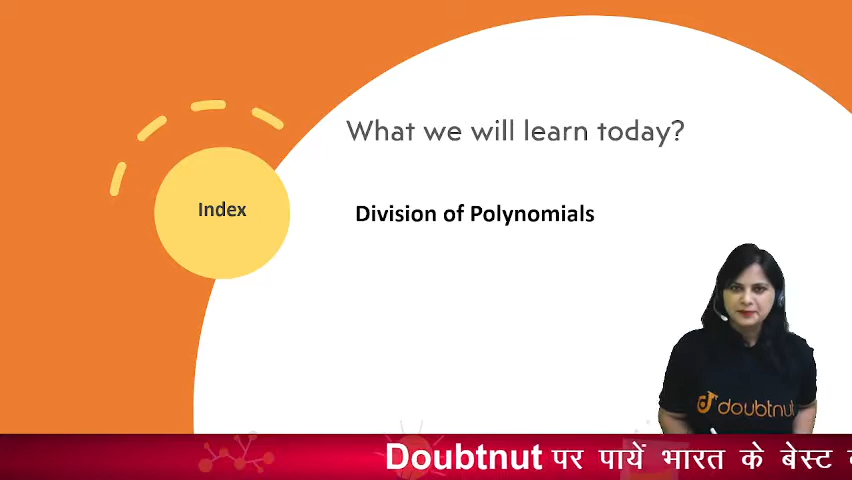 What we will learn today?
Index
Division of Polynomials
doubtnut
Doubtnut पर पायें भारत के बेस्ट